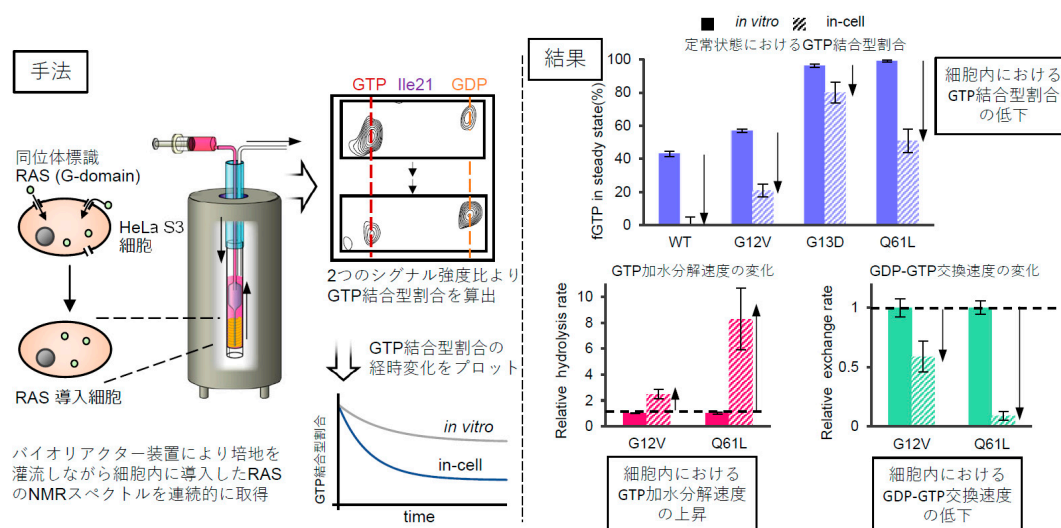 手法
同位体標識
RAS (G-domain)
HeLa S3
細胞
RAS 導入細胞
バイオリアクター装置により培地を
灌流しながら細胞内に導入したRAS
のNMRスペクトルを連続的に取得
GTP Ile21 GDP
2つのシグナル強度比より
GTP結合型割合を算出
GTP結合型割合の
経時変化をプロット
GTP結合型割合
in vitro
in-cell
time
結果
in vitro in-cell
定常状態におけるGTP結合型割合
fGTP in steady state(%)
100
80
60
40
20
0
WT G12V G13D Q61L
細胞内における
GTP結合型割合
の低下
GTP加水分解速度の変化
Relative hydrolysis rate
10
8
6
4
2
0
G12V Q61L
細胞内における
GTP加水分解速度
の上昇
GDP-GTP交換速度の変化
Relative exchange rate
1
0.5
0
G12V Q61L
細胞内における
GDP-GTP交換速度
の低下